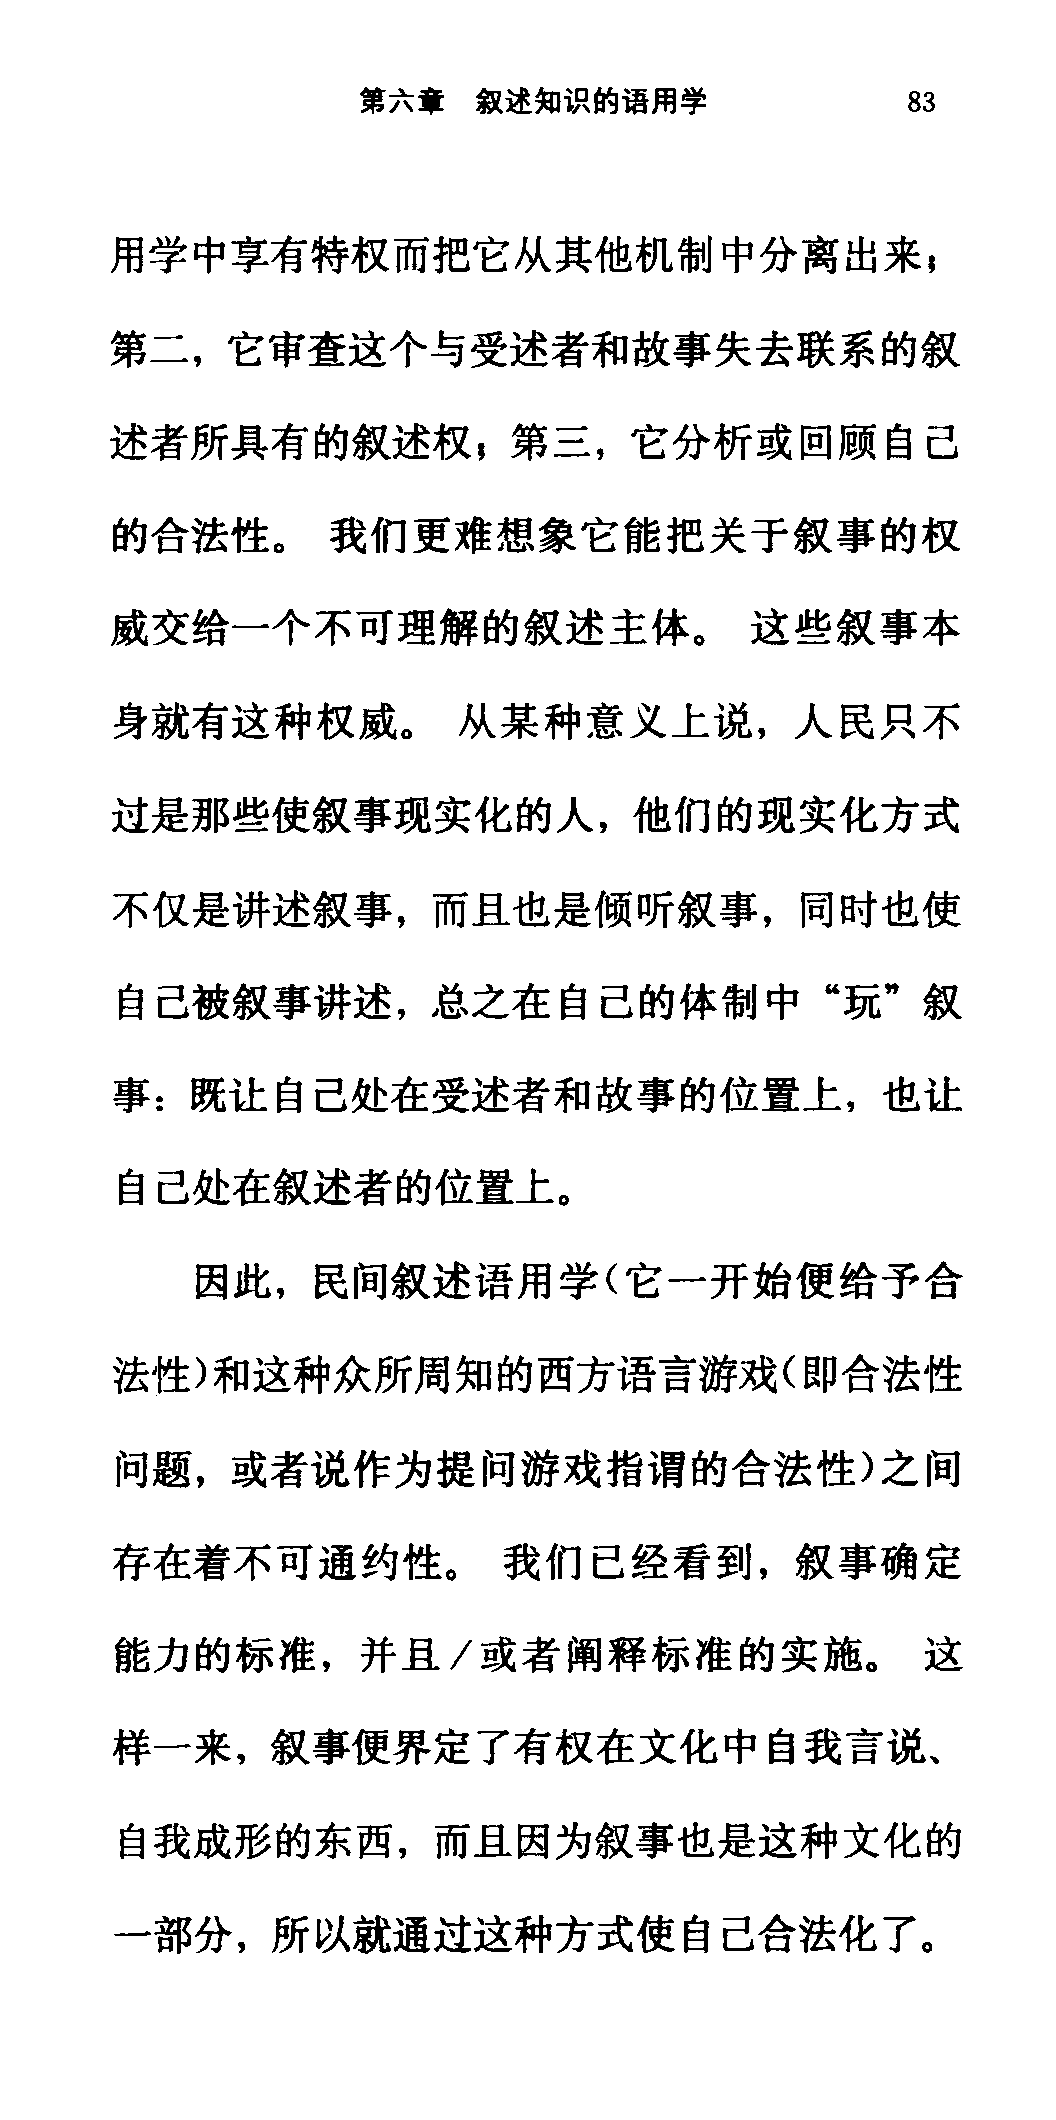 第六章 叙述知识的语用学 83
用学中享有特权而把它从其他机制中分离出来；
第二，它审查这个与受述者和故事失去联系的叙
述者所具有的叙述权；第三，它分析或回顾自己
的合法性。 我们更难想象它能把关于叙事的权
威交给一个不可理解的叙述主体。 这些叙事本
身就有这种权威。 从某种意义上说，人民只不
过是那些使叙事现实化的人，他们的现实化方式
不仅是讲述叙事，而且也是倾听叙事，同时也使
自己被叙事讲述，总之在自己的体制中“玩”叙
事：既让自己处在受述者和故事的位置上，也让
自己处在叙述者的位置上。
因此，民间叙述语用学(它一开始便给予合
法性)和这种众所周知的西方语言游戏(即合法性
问题，或者说作为提问游戏指谓的合法性)之间
存在着不可通约性。 我们已经看到，叙事确定
能力的标准，并且/或者阐释标准的实施。 这
样一来，叙事便界定了有权在文化中自我言说、
自我成形的东西，而且因为叙事也是这种文化的
一部分，所以就通过这种方式使自己合法化了。